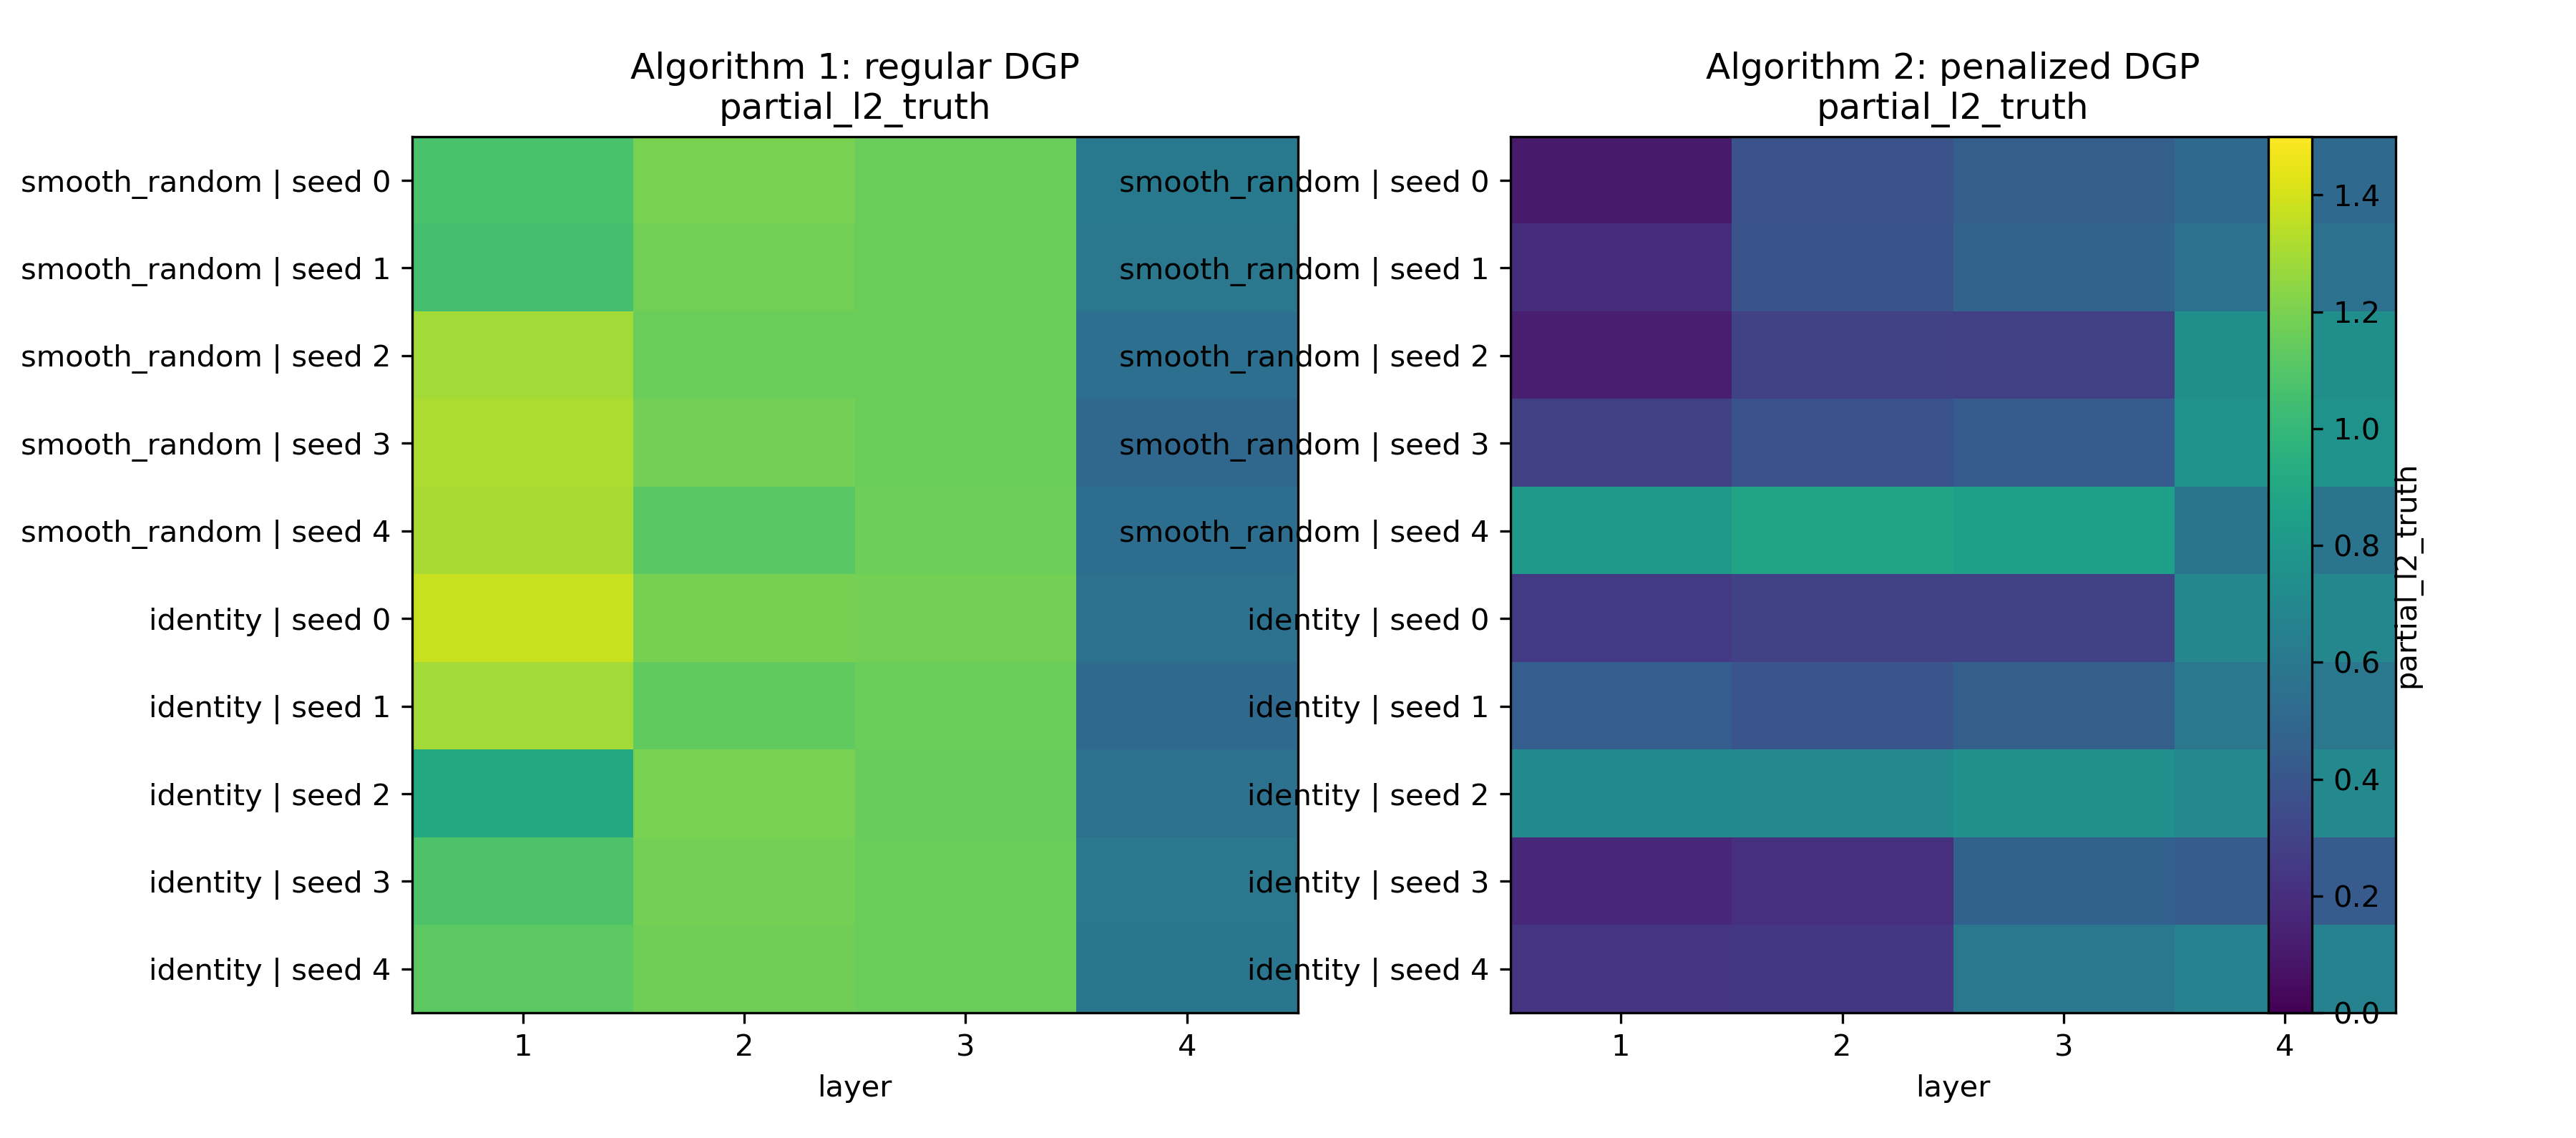 Algorithm 1: regular DGP
partial_l2_truth
smooth_random | seed 0
smooth_random | seed 1
smooth_random | seed 2
smooth_random | seed 3
smooth_random | seed 4
identity | seed 0
identity | seed 1
identity | seed 2
identity | seed 3
identity | seed 4
1 2 3 4
layer
Algorithm 2: penalized DGP
partial_l2_truth
smooth_random | seed 0
smooth_random | seed 1
smooth_random | seed 2
smooth_random | seed 3
smooth_random | seed 4
identity | seed 0
identity | seed 1
identity | seed 2
identity | seed 3
identity | seed 4
1 2 3 4
layer
1.4
1.2
1.0
0.8
0.6
0.4
0.2
0.0
partial_l2_truth